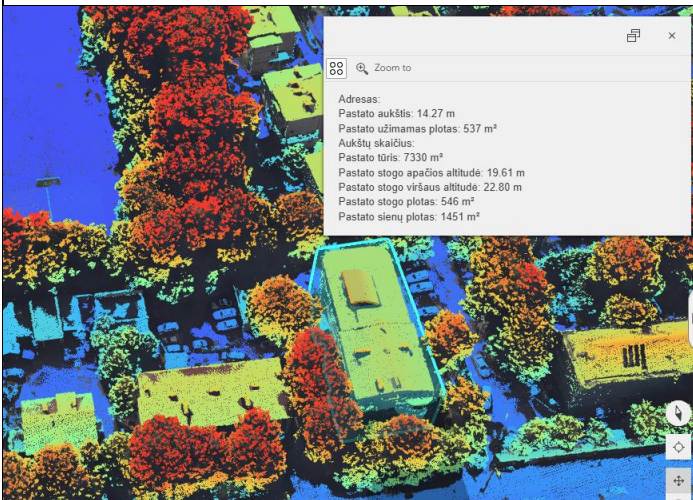 Zoom to
Adresas:
Pastato aukštis: 14.27 m
Pastato užimamas plotas: 537 m²
Aukštų skaičius:
Pastato tūris: 7330 m³
Pastato stogo apačios altitudė: 19.61 m
Pastato stogo viršaus altitudė: 22.80 m
Pastato stogo plotas: 546 m²
Pastato sienų plotas: 1451 m²